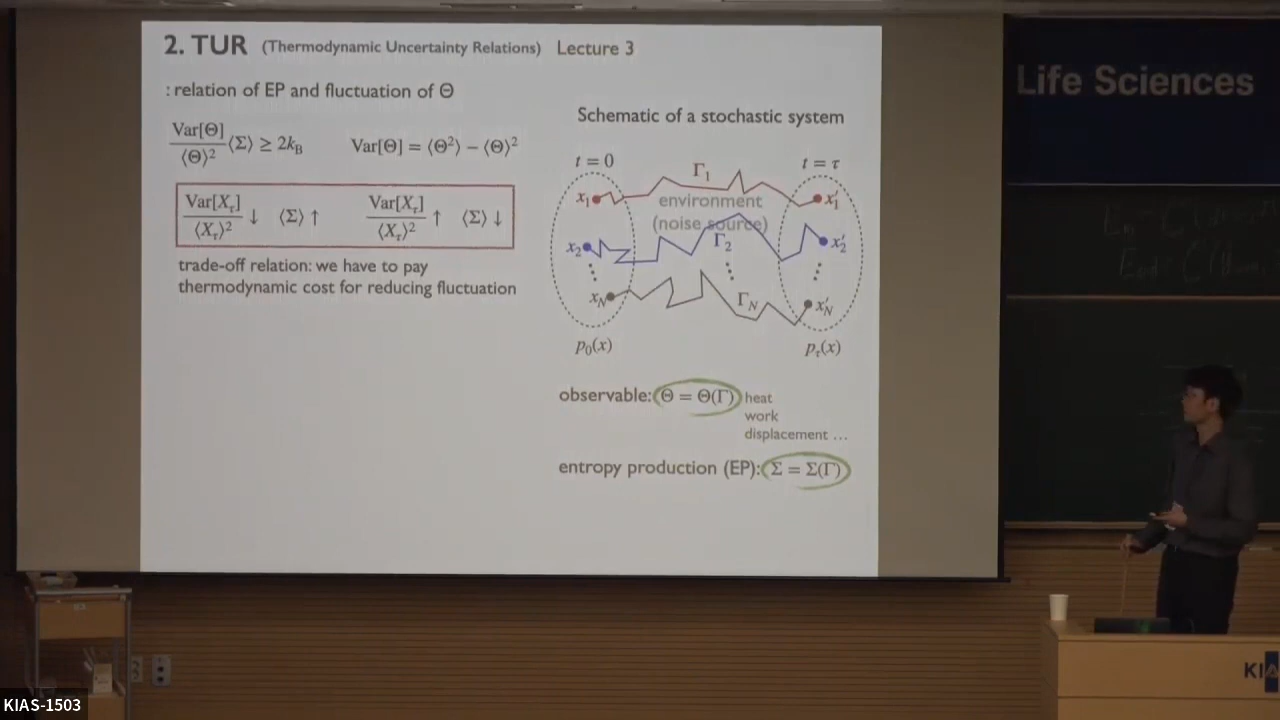 2. TUR (Thermodynamic Uncertainty Relations) Lecture 3
: relation of EP and fluctuation of Θ
Var[Θ]/⟨Θ⟩² ⟨Σ⟩ ≥ 2k_B Var[Θ] = ⟨Θ²⟩ − ⟨Θ⟩²
Var[X_τ]/⟨X_τ⟩² ↓ ⟨Σ⟩ ↑ Var[X_τ]/⟨X_τ⟩² ↑ ⟨Σ⟩ ↓
trade-off relation: we have to pay
thermodynamic cost for reducing fluctuation
Schematic of a stochastic system
t = 0 t = τ
Γ₁
x₁ x′₁
environment
(noise source)
x₂ Γ₂ x′₂
x_N Γ_N x′_N
p₀(x) p_τ(x)
observable: Θ = Θ(Γ) heat
work
displacement ...
entropy production (EP): Σ = Σ(Γ)
Life Sciences
KIAS-1503